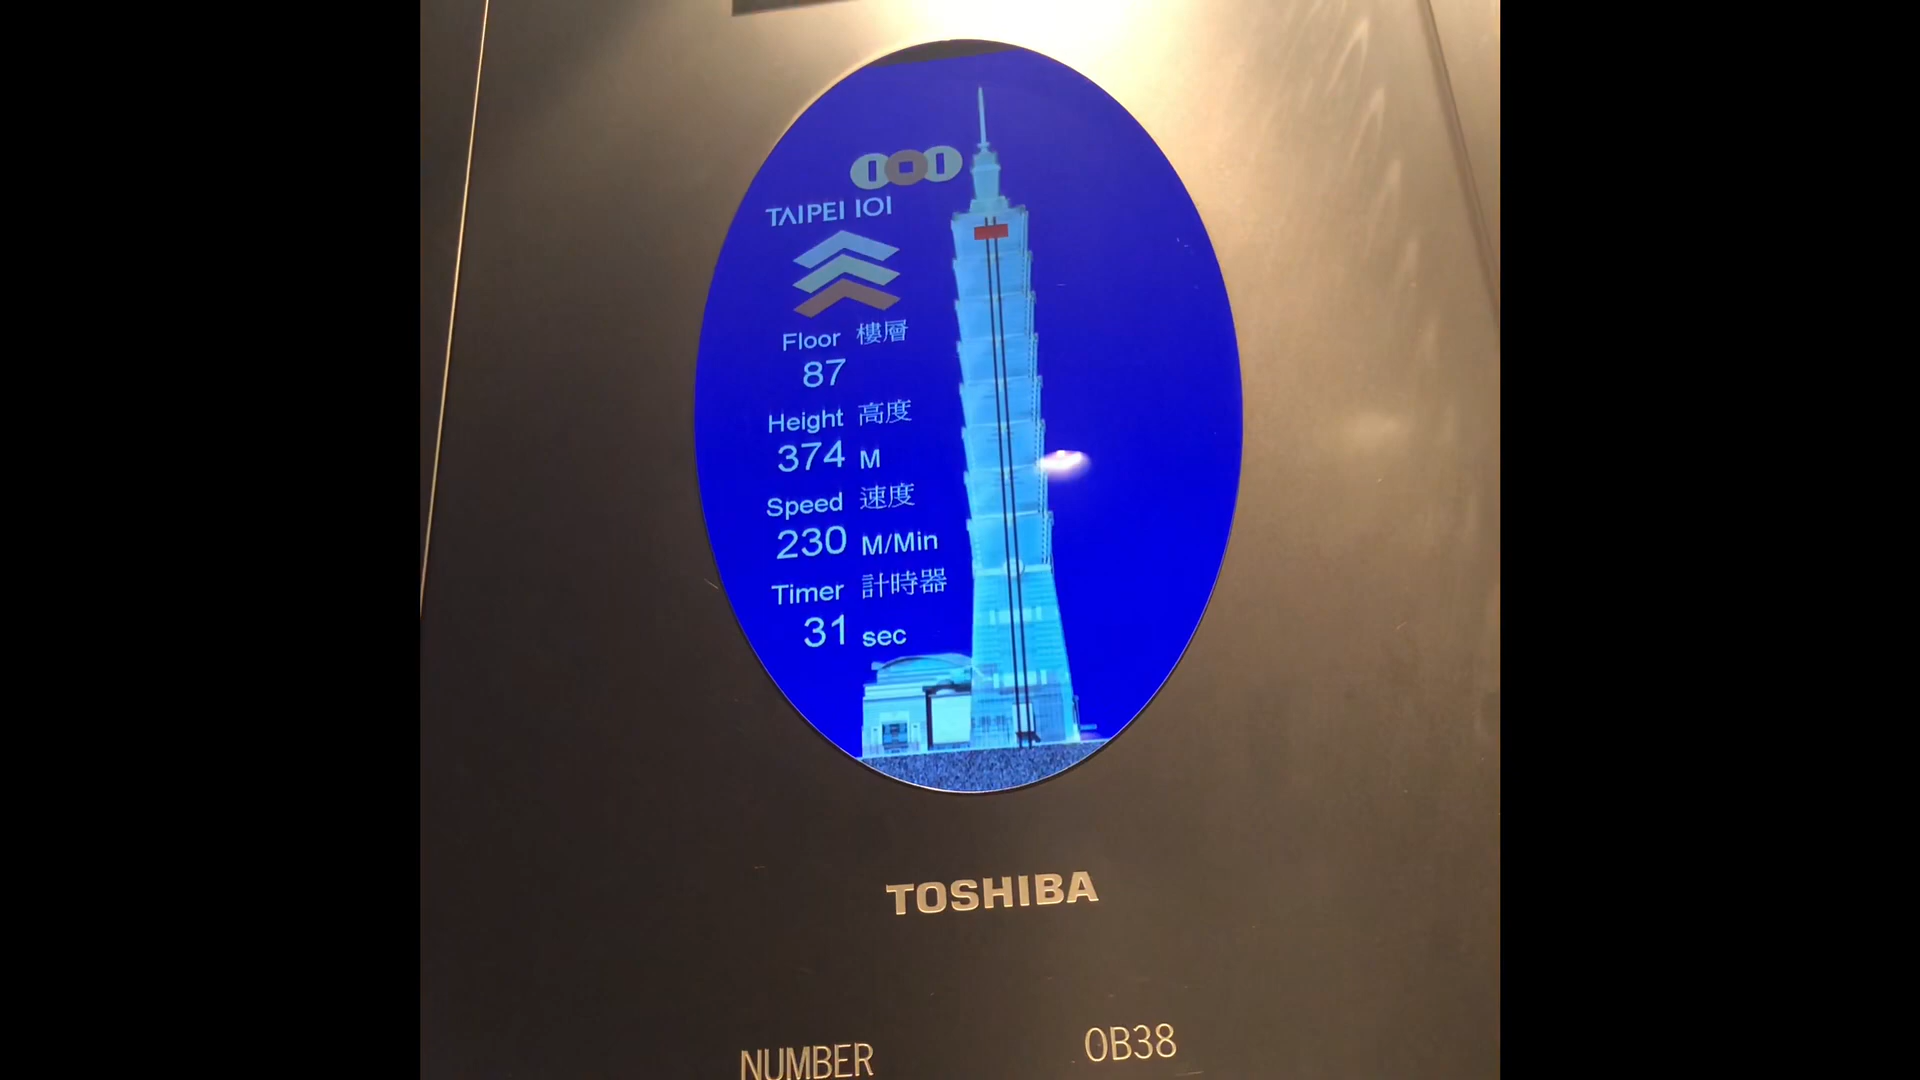 TAIPEI 101
Floor 樓層
87
Height 高度
374 M
Speed 速度
230 M/Min
Timer 計時器
31 sec
TOSHIBA
NUMBER 0B38